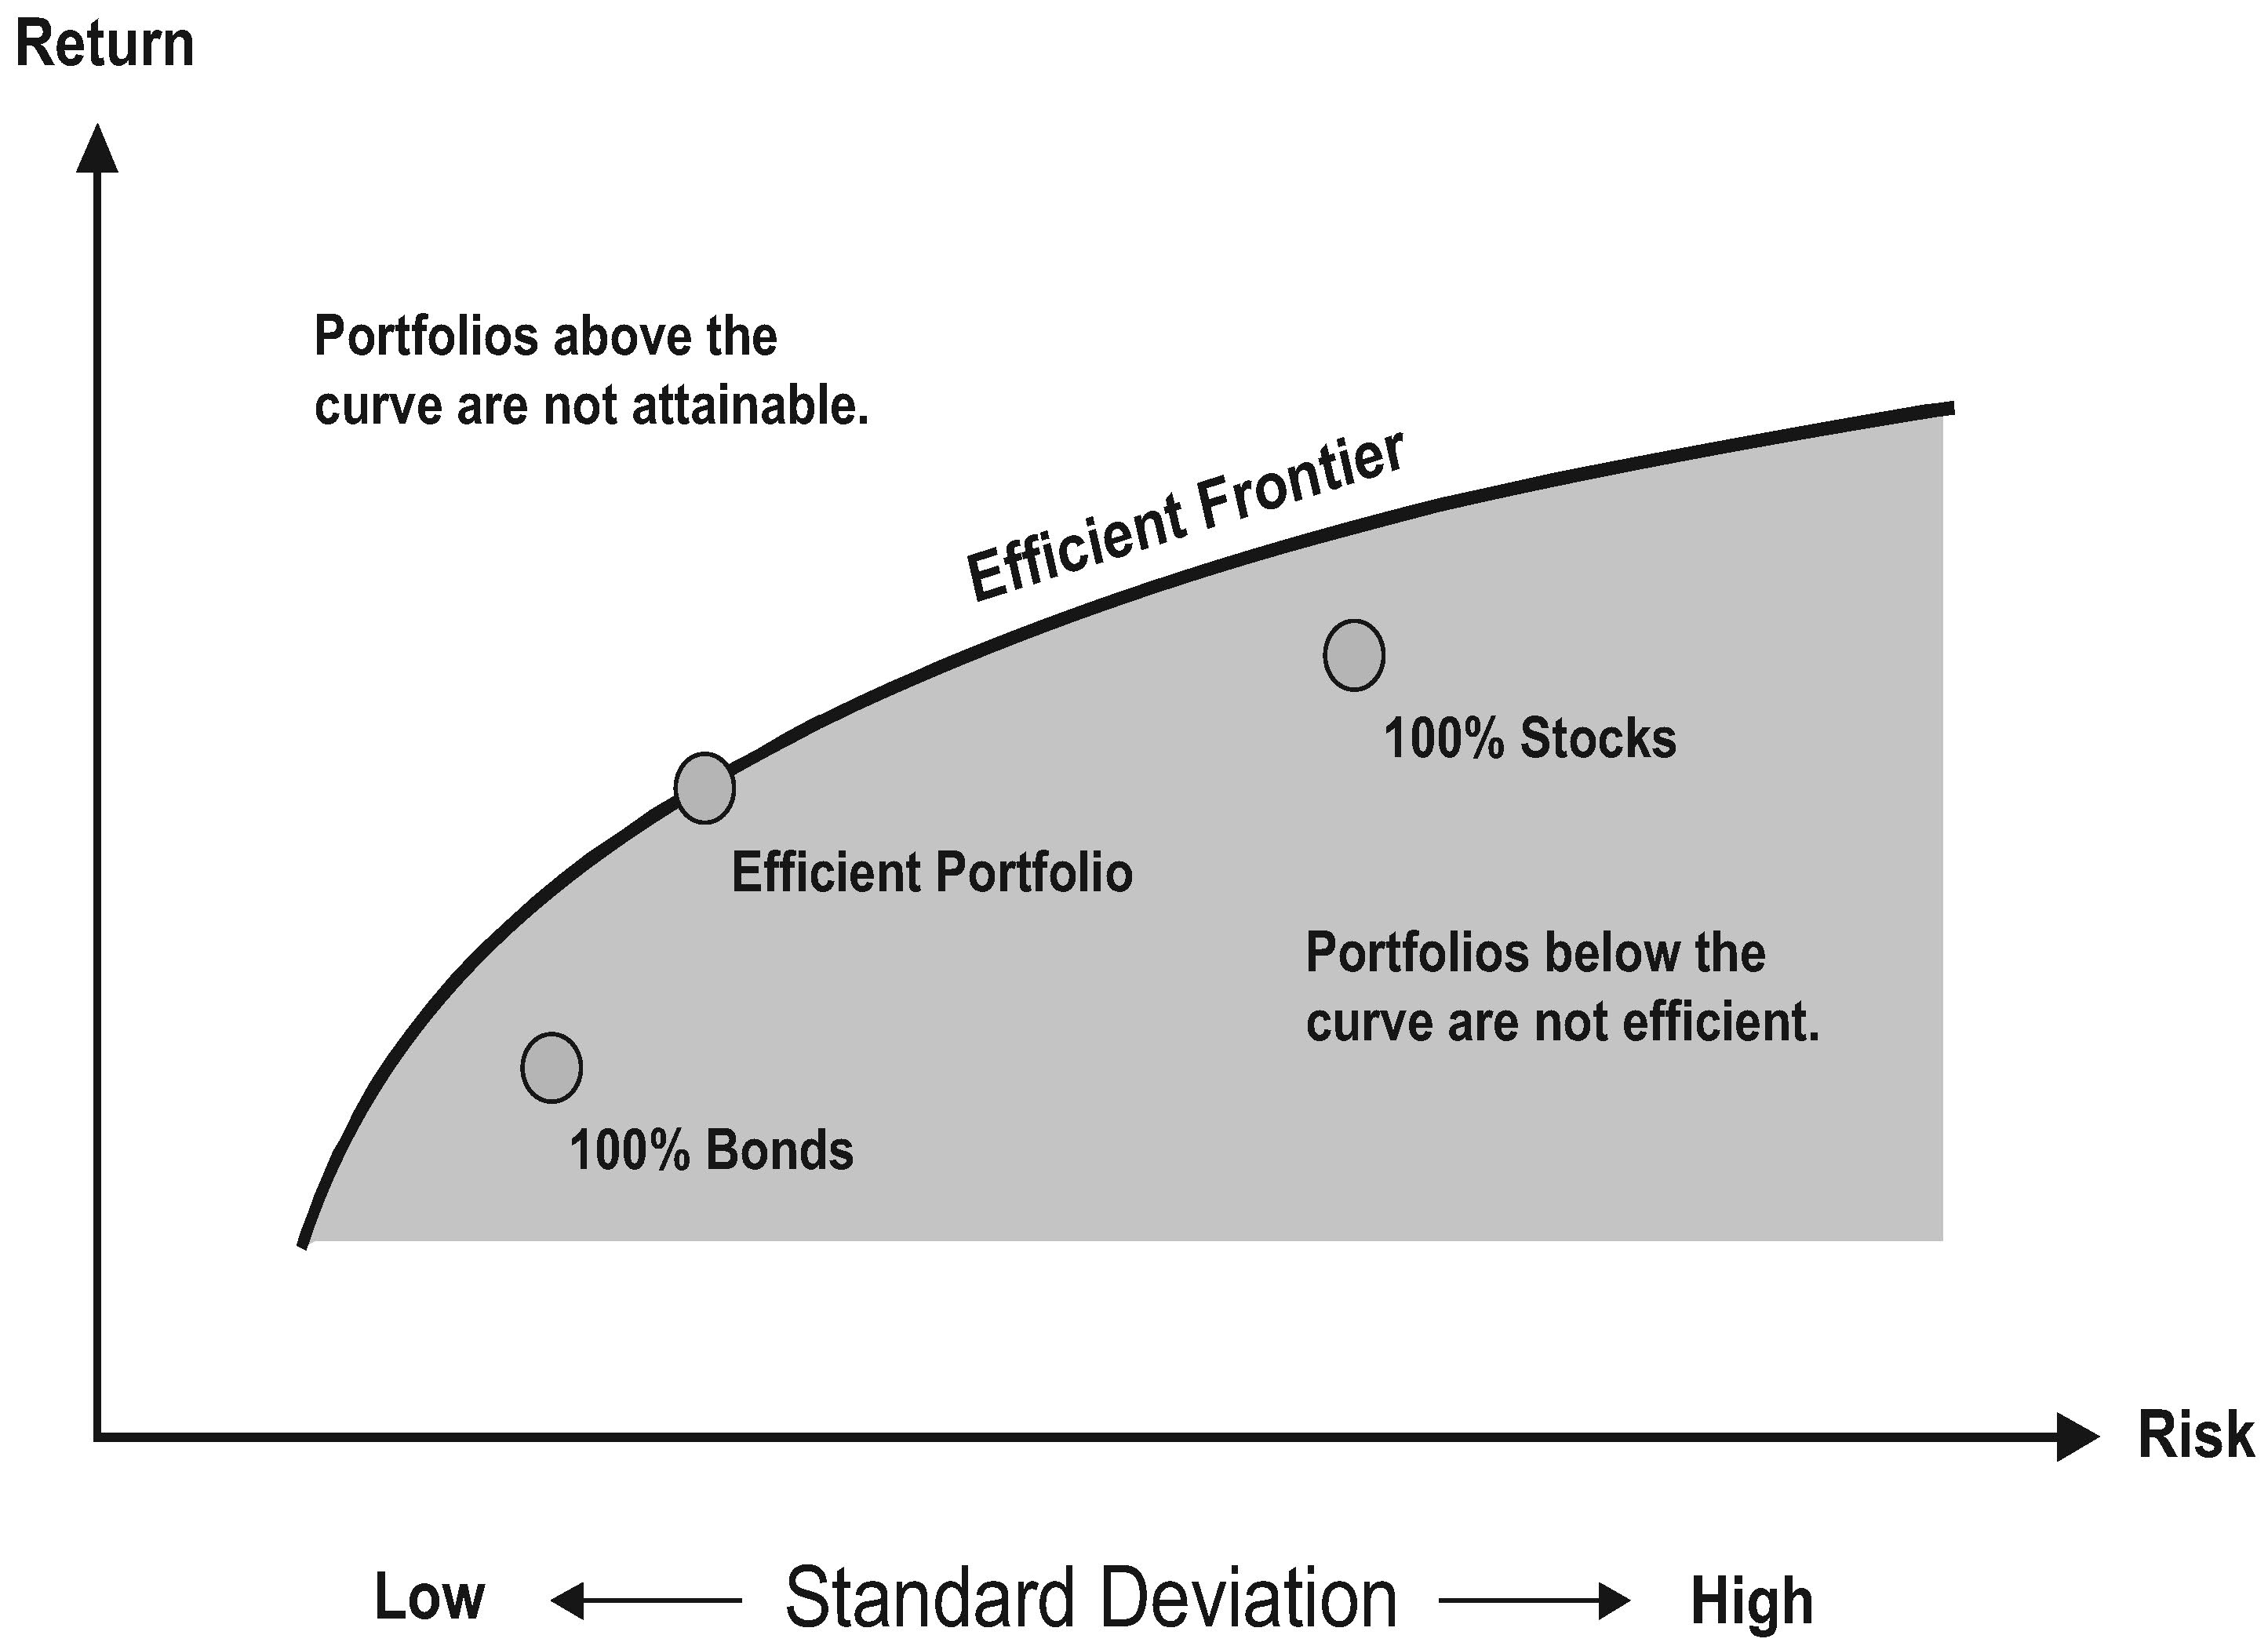 Return
Portfolios above the
curve are not attainable.
Efficient Frontier
100% Stocks
Efficient Portfolio
Portfolios below the
curve are not efficient.
100% Bonds
Risk
Low Standard Deviation High